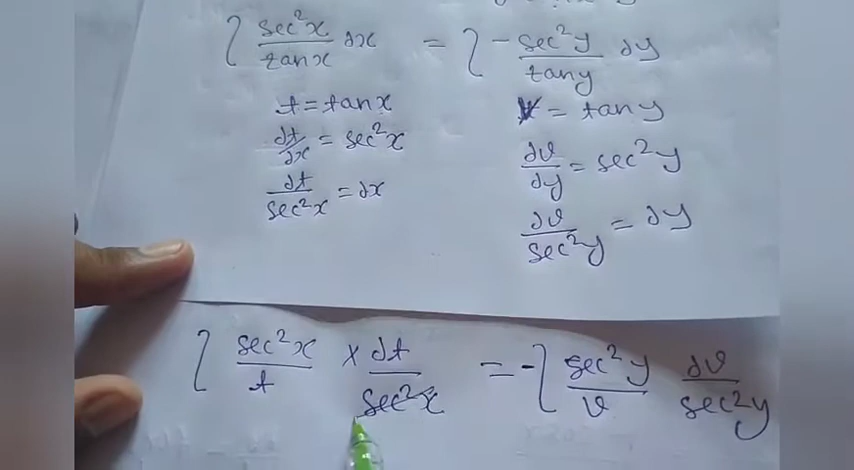 ∫ sec²x/tanx dx = ∫ - sec²y/tany dy
t = tanx v = tany
dt/dx = sec²x dv/dy = sec²y
dt/sec²x = dx dv/sec²y = dy
∫ sec²x/t × dt/sec²x = -∫ sec²y/v dv/sec²y